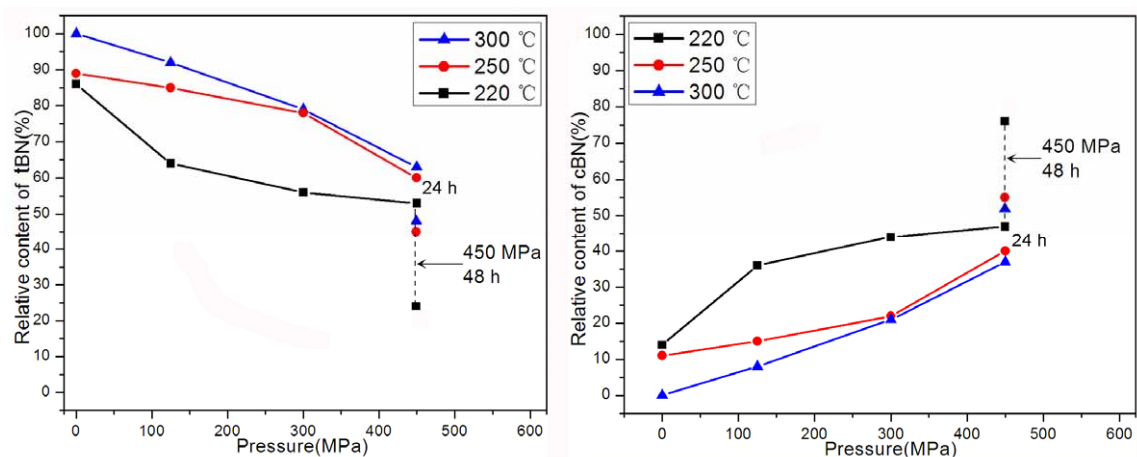 100
90
80
70
60
50
40
30
20
10
0
Relative content of tBN(%)
300 ℃
250 ℃
220 ℃
24 h
450 MPa
48 h
0 100 200 300 400 500 600
Pressure(MPa)
100
90
80
70
60
50
40
30
20
10
0
Relative content of cBN(%)
220 ℃
250 ℃
300 ℃
450 MPa
48 h
24 h
0 100 200 300 400 500 600
Pressure(MPa)